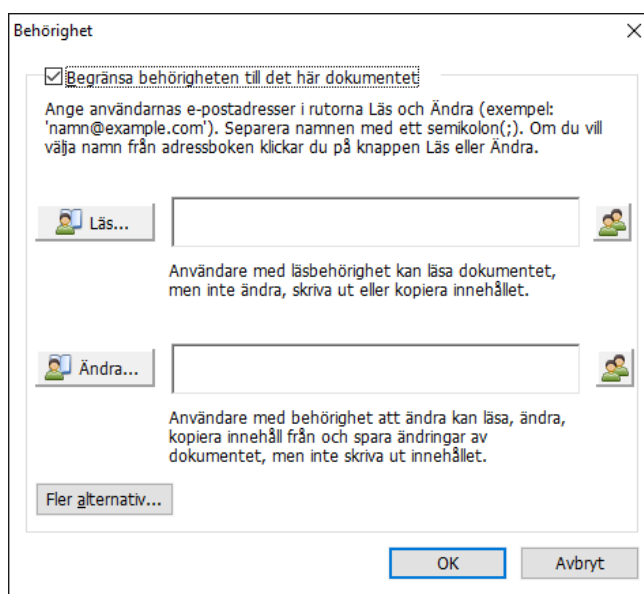 Behörighet
Begränsa behörigheten till det här dokumentet
Ange användarnas e-postadresser i rutorna Läs och Ändra (exempel:
'namn@example.com'). Separera namnen med ett semikolon(;). Om du vill
välja namn från adressboken klickar du på knappen Läs eller Ändra.
Läs...
Användare med läsbehörighet kan läsa dokumentet,
men inte ändra, skriva ut eller kopiera innehållet.
Ändra...
Användare med behörighet att ändra kan läsa, ändra,
kopiera innehåll från och spara ändringar av
dokumentet, men inte skriva ut innehållet.
Fler alternativ...
OK
Avbryt